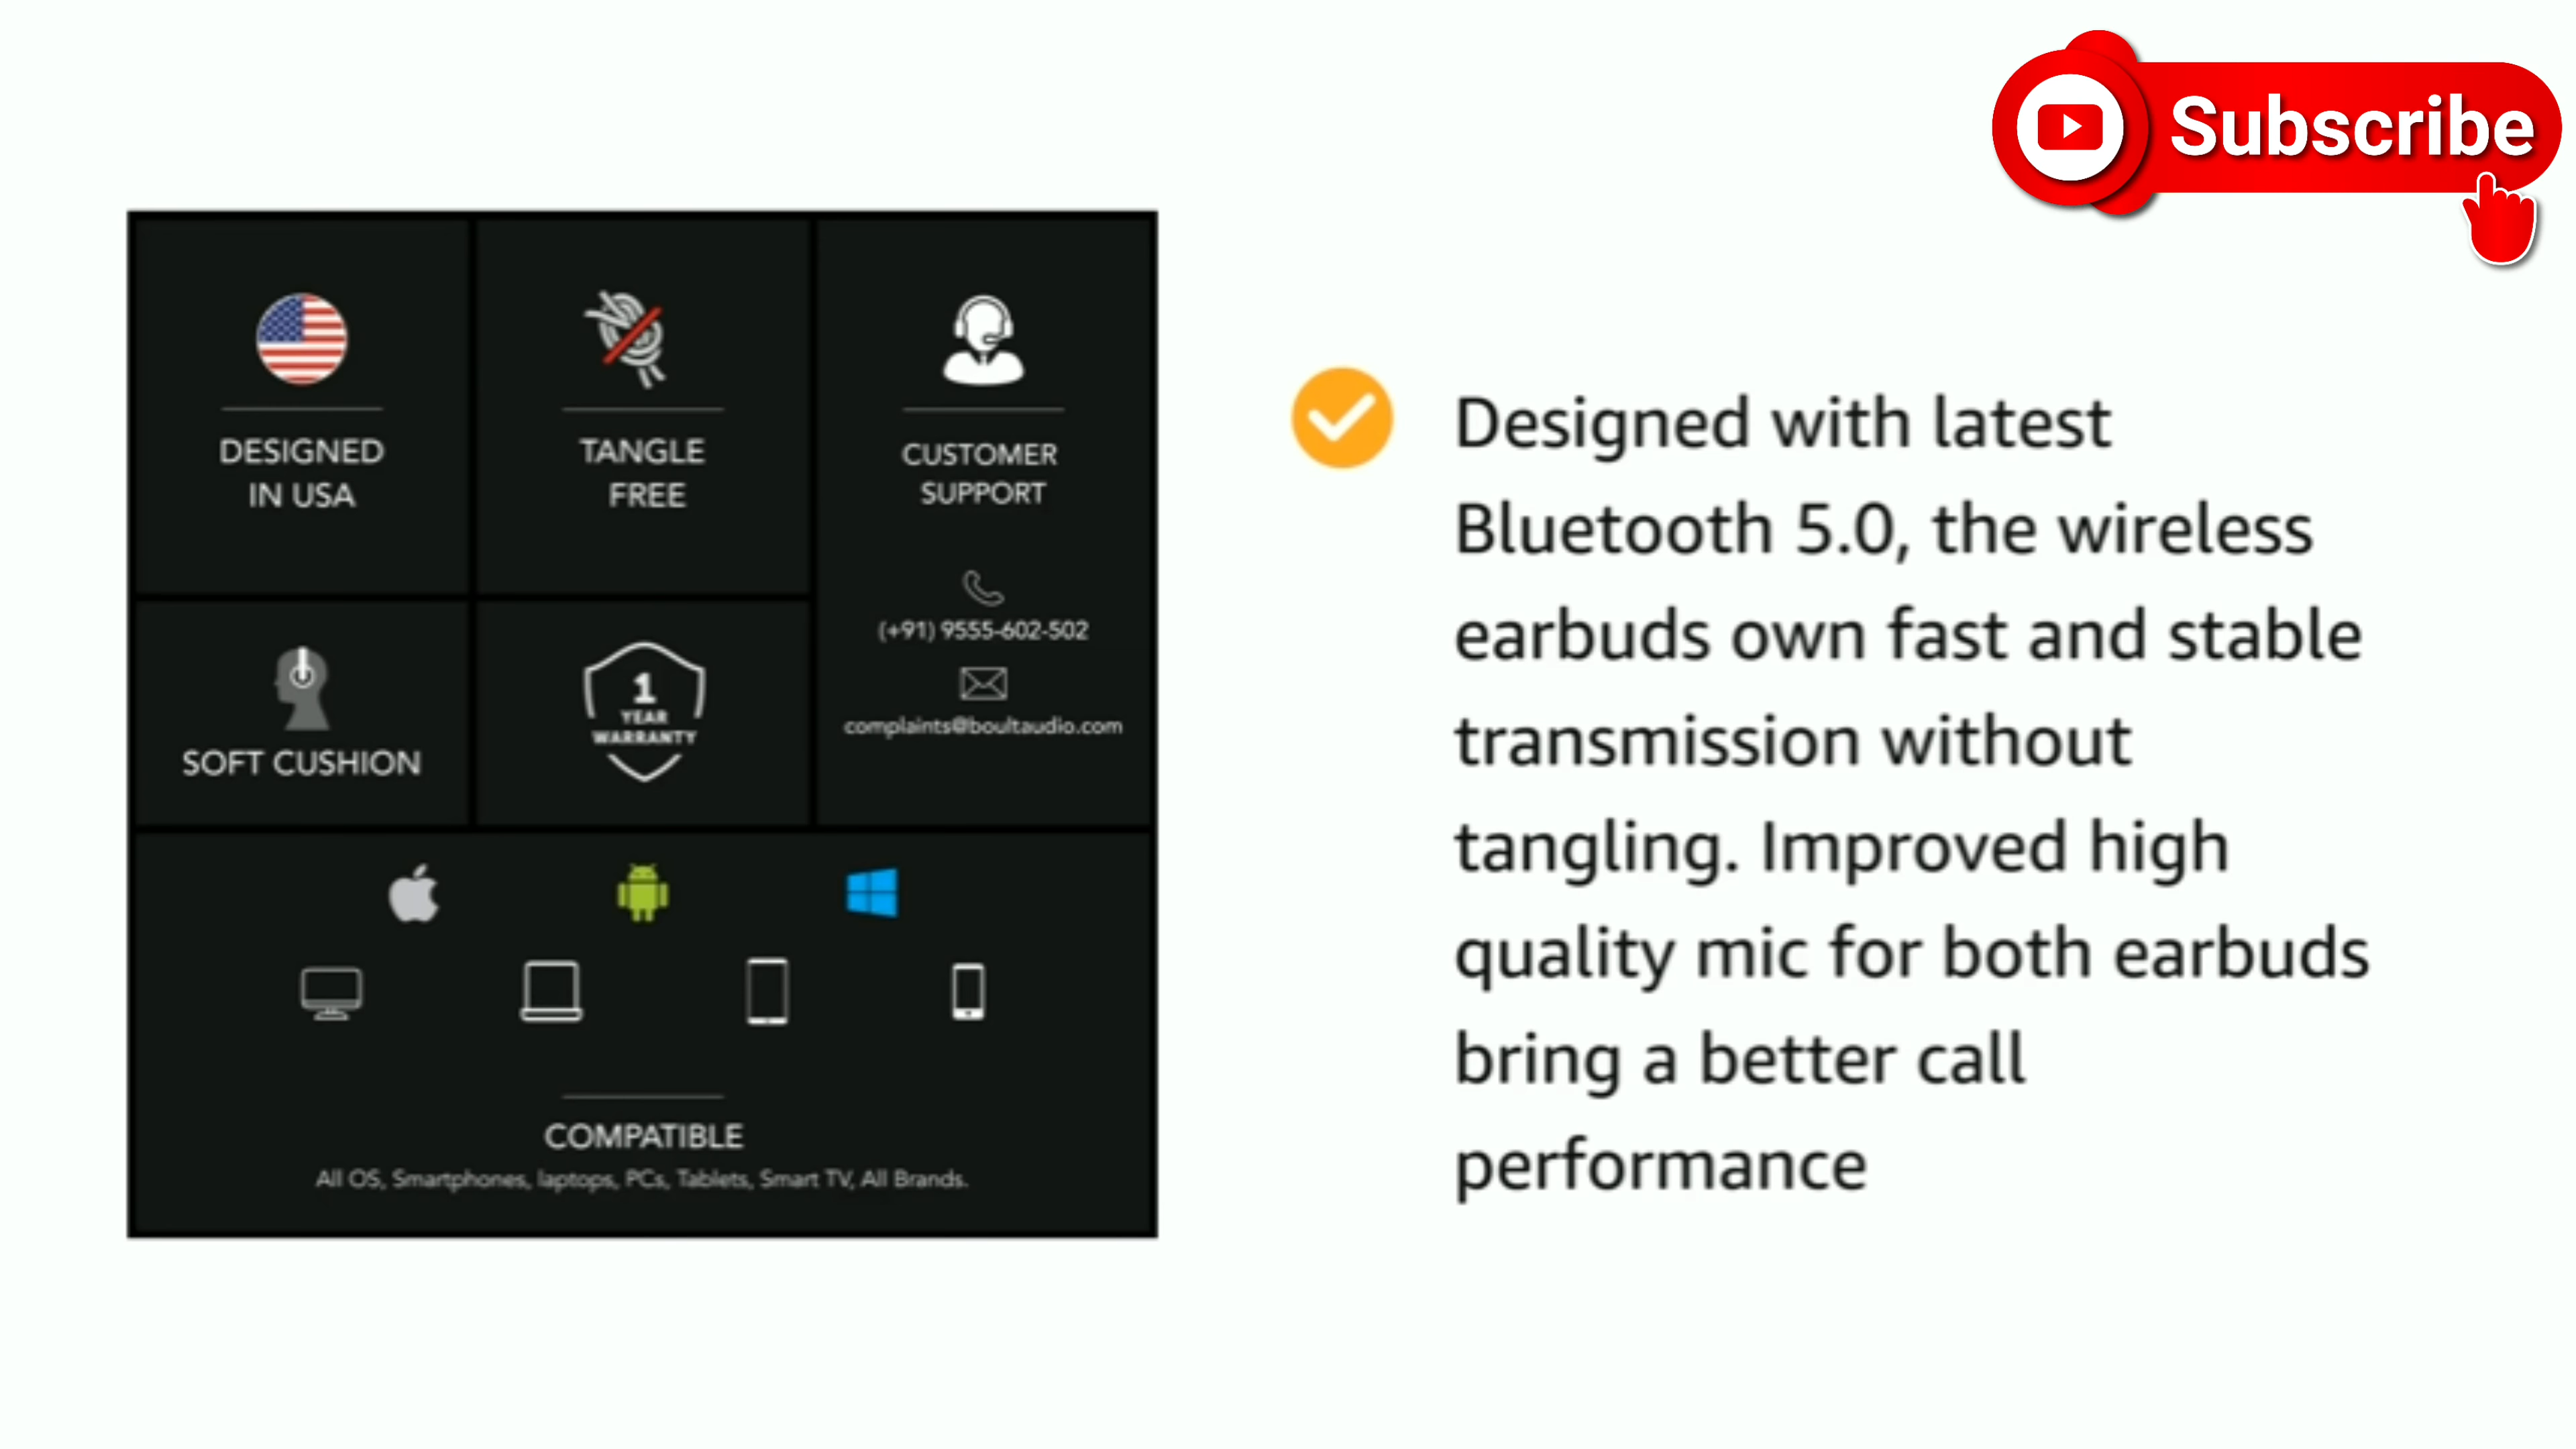 Subscribe
DESIGNED
IN USA
TANGLE
FREE
CUSTOMER
SUPPORT
(+91) 9555-602-502
complaints@boultaudio.com
SOFT CUSHION
1
YEAR
WARRANTY
COMPATIBLE
All OS, Smartphones, laptops, PCs, Tablets, Smart TV, All Brands.
Designed with latest
Bluetooth 5.0, the wireless
earbuds own fast and stable
transmission without
tangling. Improved high
quality mic for both earbuds
bring a better call
performance